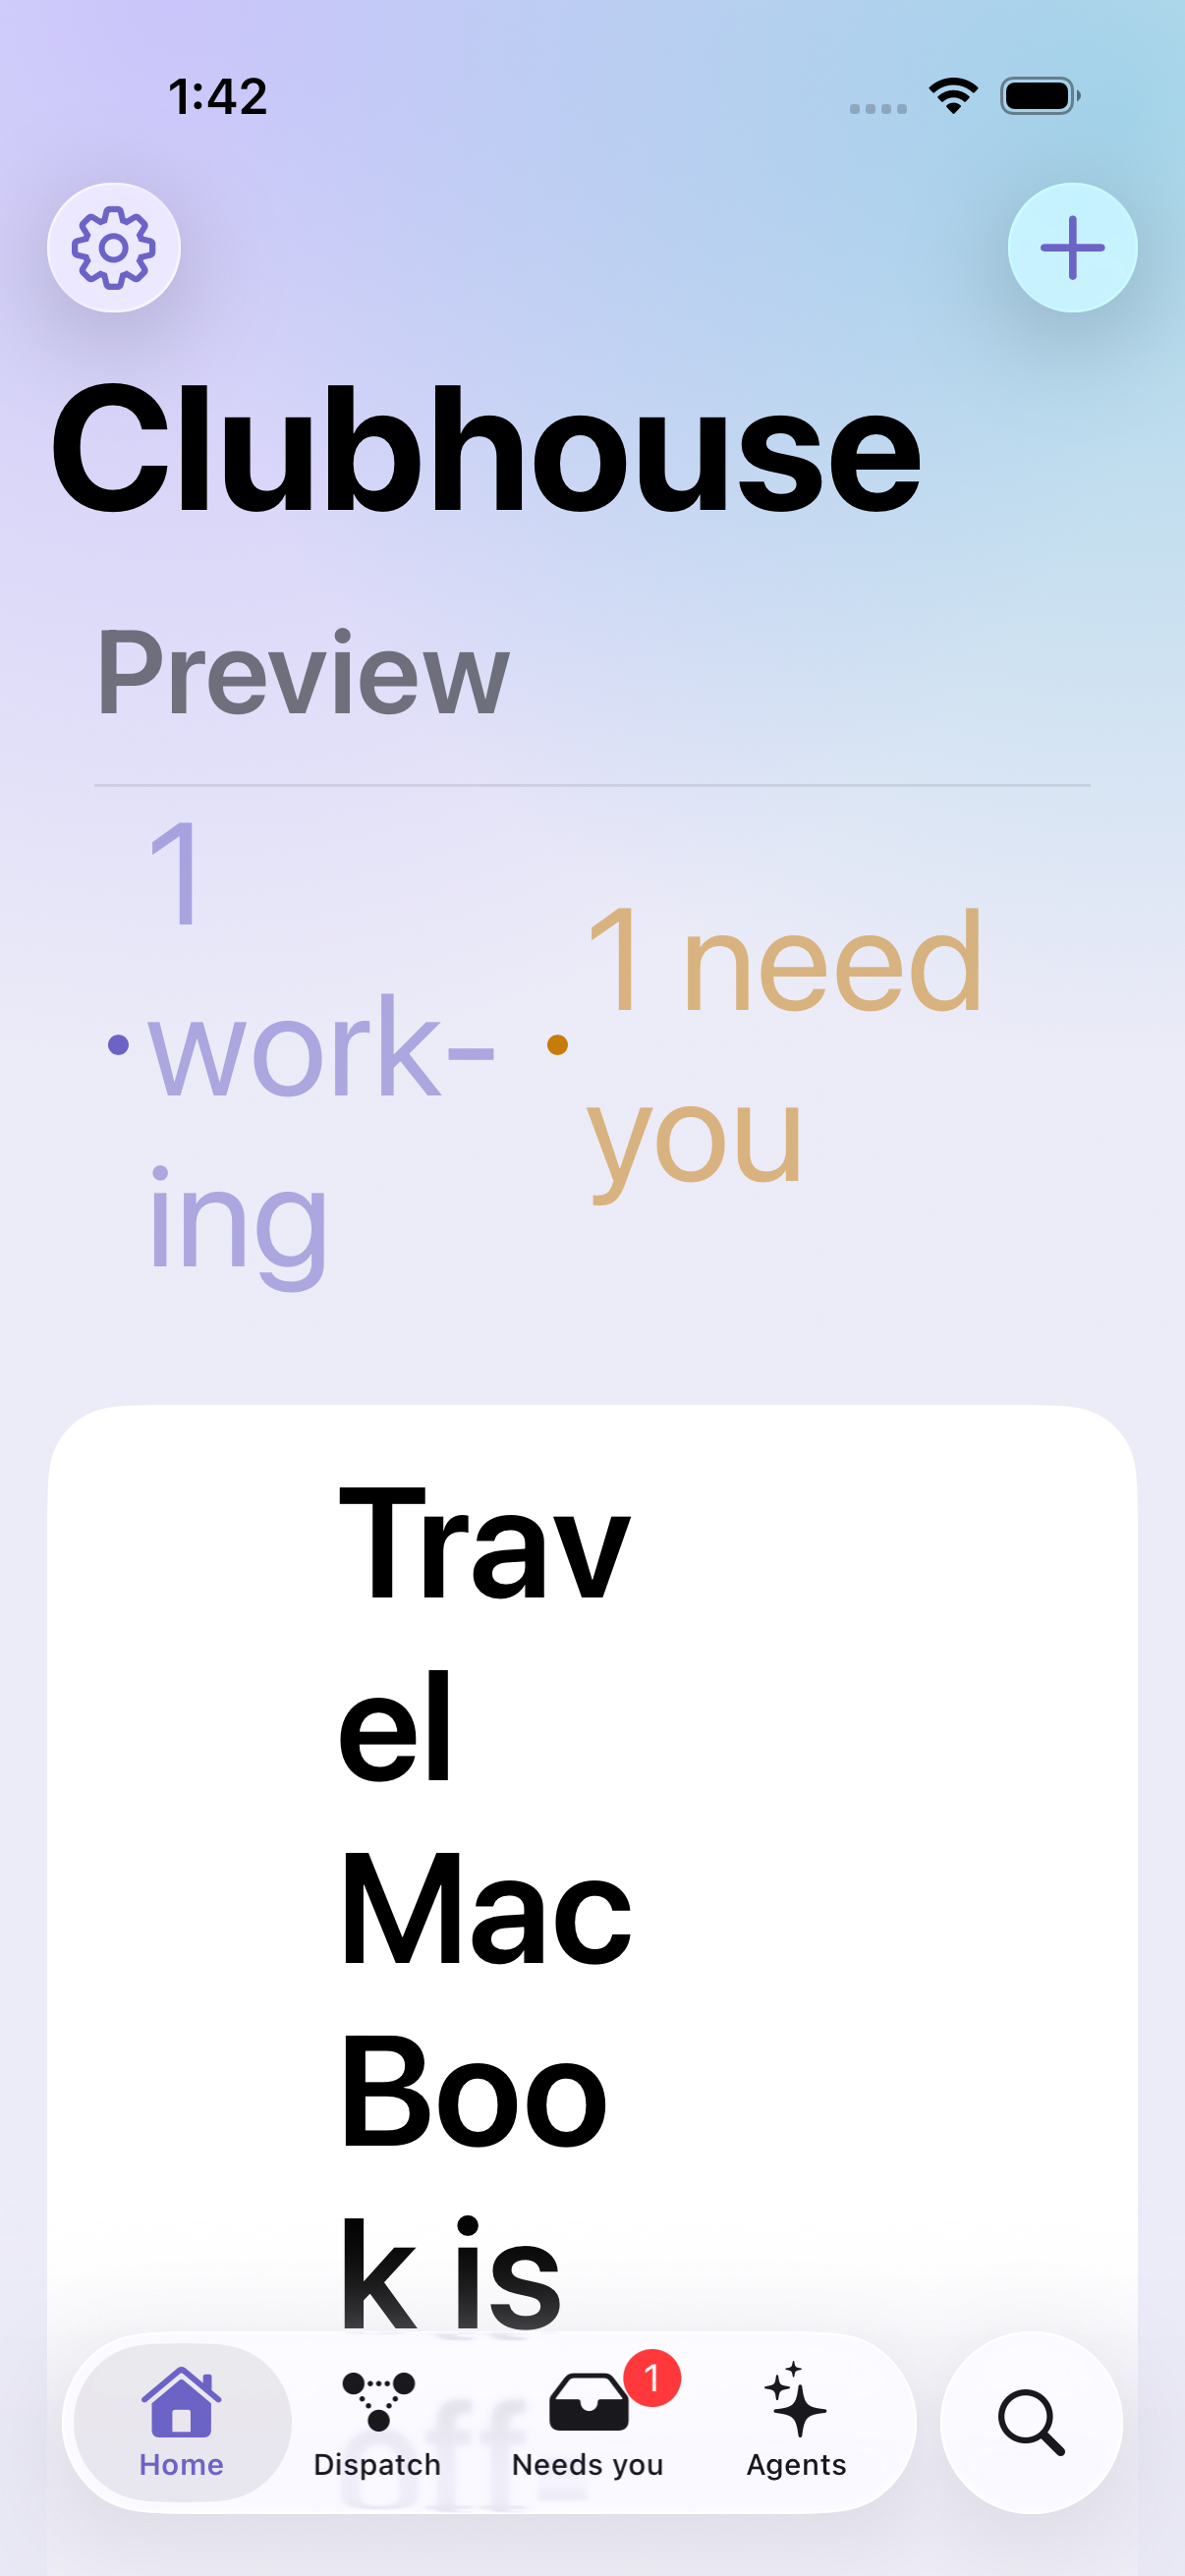 1:42
Clubhouse
Preview
1
work-
ing
1 need
you
Trav
el
Mac
Boo
k is
off-
Home
Dispatch
Needs you
1
Agents